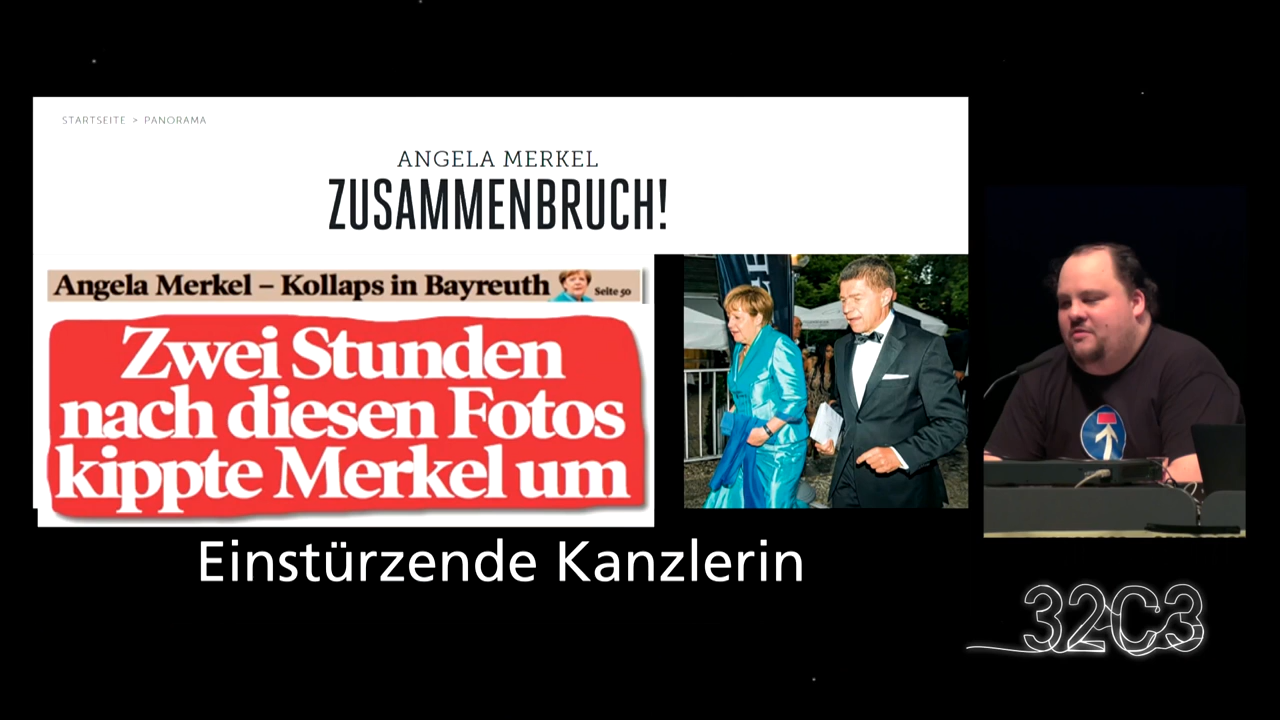 STARTSEITE > PANORAMA
ANGELA MERKEL
ZUSAMMENBRUCH!
Angela Merkel – Kollaps in Bayreuth
Seite 50
Zwei Stunden
nach diesen Fotos
kippte Merkel um
Einstürzende Kanzlerin
32C3